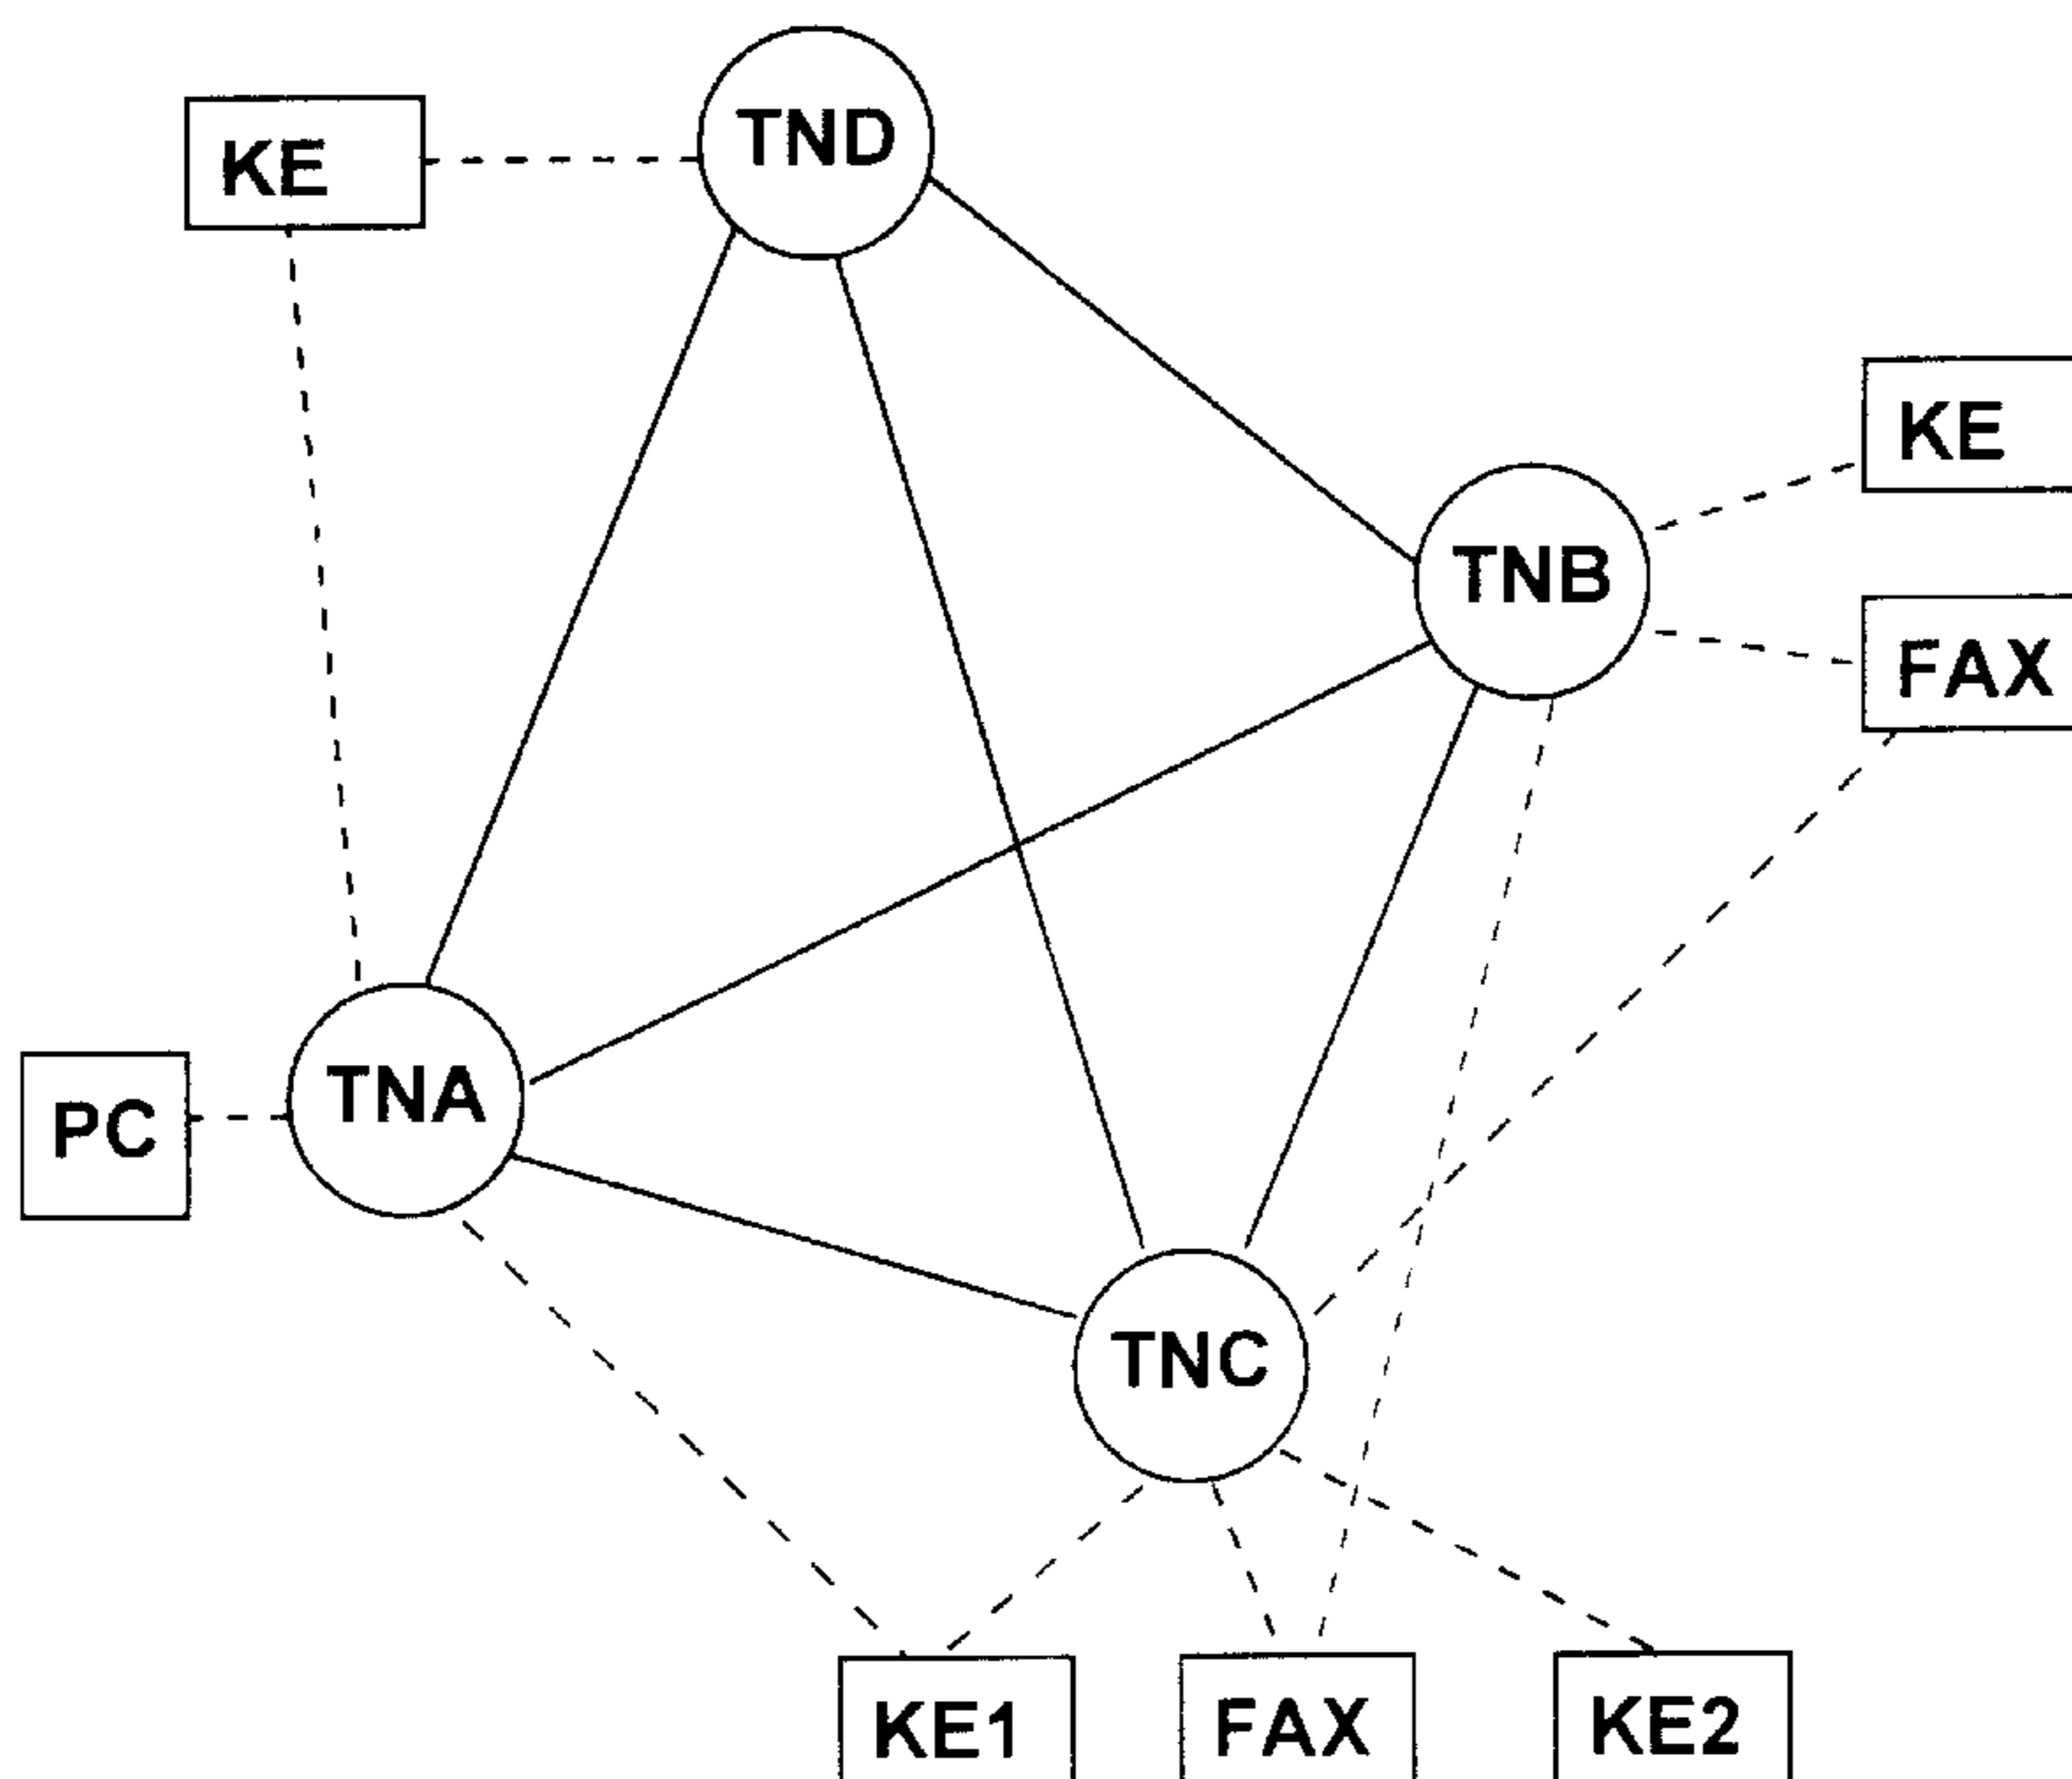 TND
KE
KE
TNB
FAX
TNA
PC
TNC
KE1
FAX
KE2